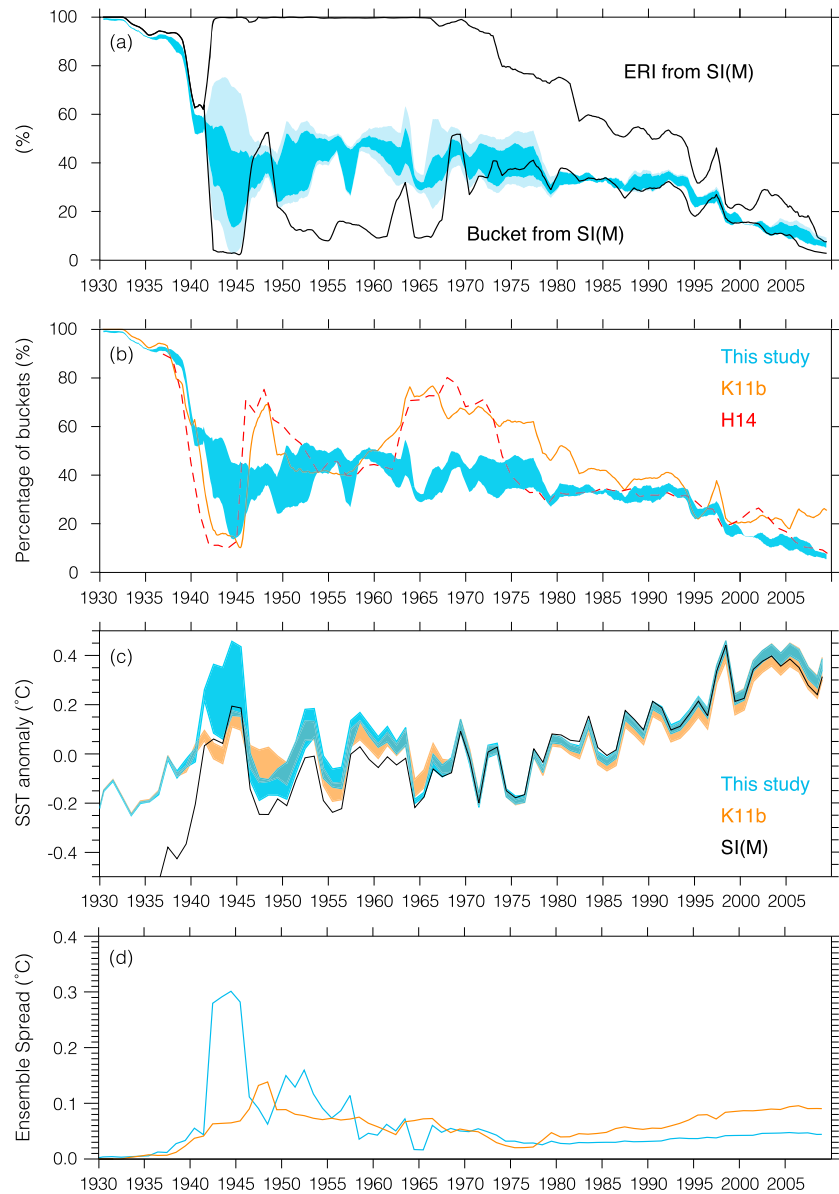 100
80
60
40
20
0
(%)
(a)
ERI from SI(M)
Bucket from SI(M)
1930 1935 1940 1945 1950 1955 1960 1965 1970 1975 1980 1985 1990 1995 2000 2005
100
80
60
40
20
0
Percentage of buckets (%)
(b)
This study
K11b
H14
1930 1935 1940 1945 1950 1955 1960 1965 1970 1975 1980 1985 1990 1995 2000 2005
0.4
0.2
0.0
-0.2
-0.4
SST anomaly (˚C)
(c)
This study
K11b
SI(M)
1930 1935 1940 1945 1950 1955 1960 1965 1970 1975 1980 1985 1990 1995 2000 2005
0.4
0.3
0.2
0.1
0.0
Ensemble Spread (˚C)
(d)
1930 1935 1940 1945 1950 1955 1960 1965 1970 1975 1980 1985 1990 1995 2000 2005